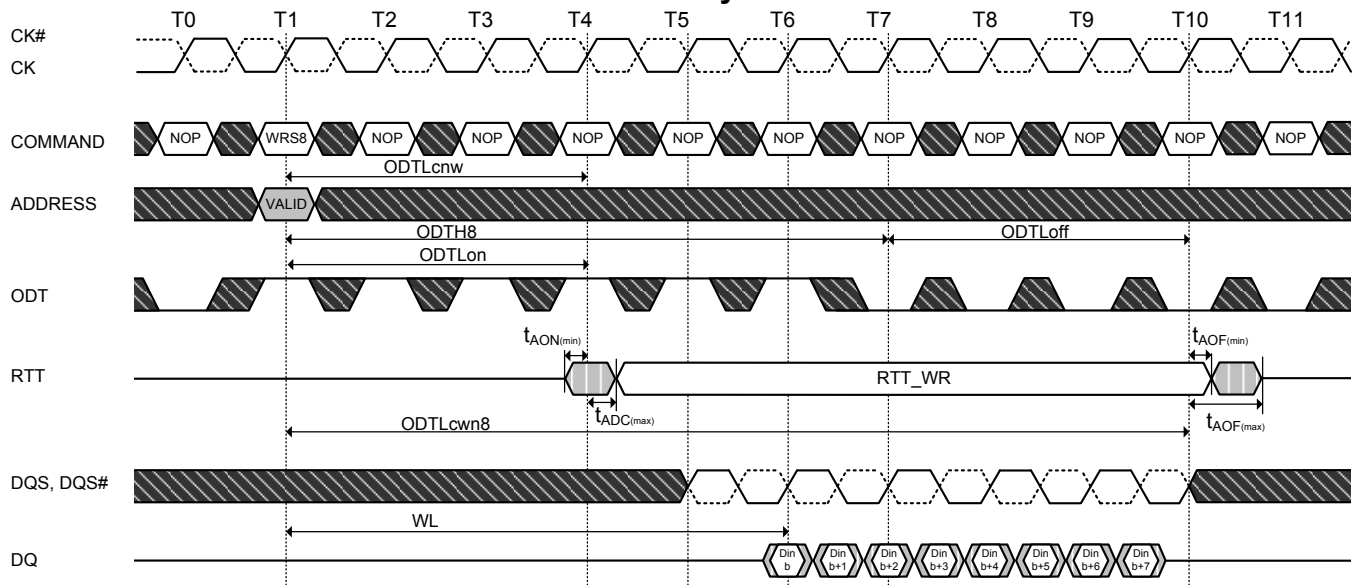 T0 T1 T2 T3 T4 T5 T6 T7 T8 T9 T10 T11
CK#
CK
COMMAND NOP WRS8 NOP NOP NOP NOP NOP NOP NOP NOP NOP NOP
ODTLcnw
ADDRESS VALID
ODTH8 ODTLoff
ODTLon
ODT
tAON(min) tAOF(min)
RTT RTT_WR
tADC(max) tAOF(max)
ODTLcwn8
DQS, DQS#
WL
DQ Din b Din b+1 Din b+2 Din b+3 Din b+4 Din b+5 Din b+6 Din b+7